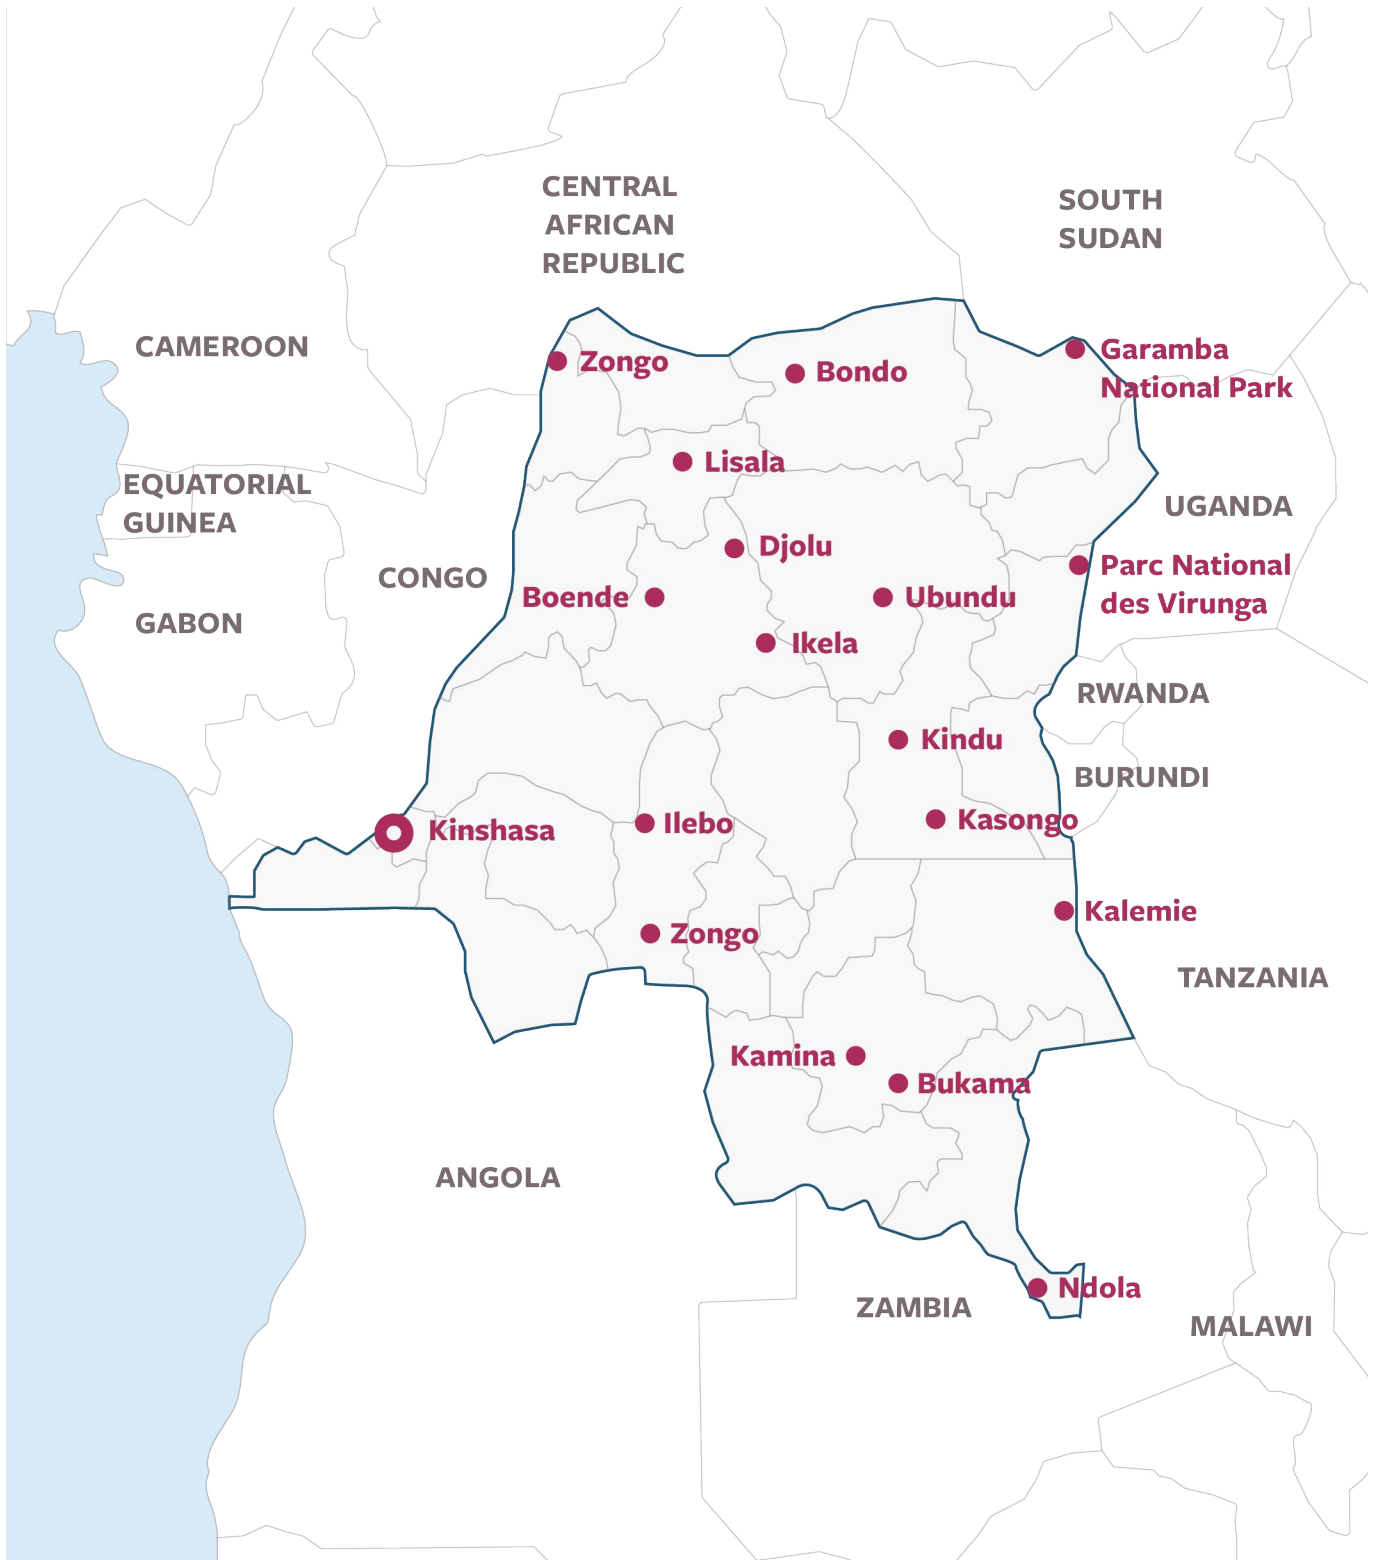 CENTRAL
AFRICAN
REPUBLIC
SOUTH
SUDAN
CAMEROON
Zongo
Bondo
Garamba
National Park
Lisala
EQUATORIAL
GUINEA
UGANDA
CONGO
Djolu
Parc National
des Virunga
GABON
Boende
Ubundu
Ikela
RWANDA
Kindu
BURUNDI
Kinshasa
Ilebo
Kasongo
Kalemie
Zongo
TANZANIA
Kamina
Bukama
ANGOLA
ZAMBIA
Ndola
MALAWI